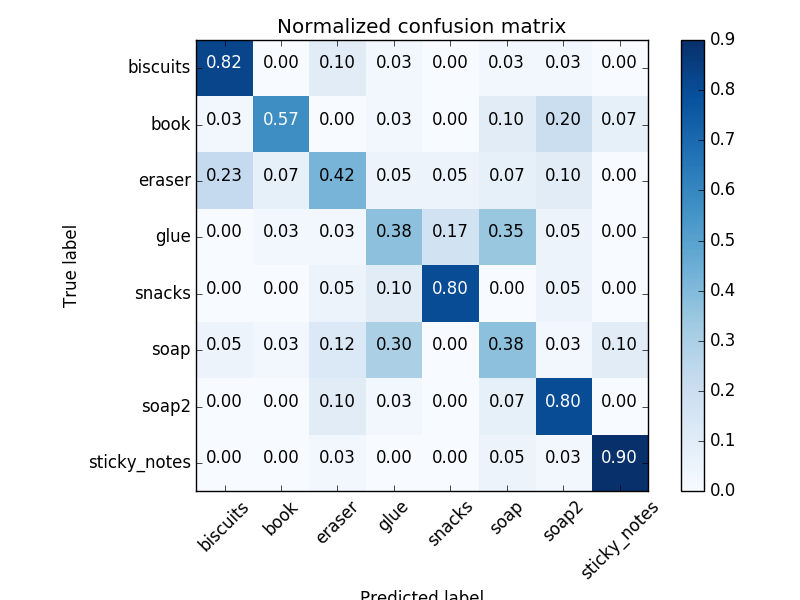 Normalized confusion matrix
biscuits 0.82 0.00 0.10 0.03 0.00 0.03 0.03 0.00
book 0.03 0.57 0.00 0.03 0.00 0.10 0.20 0.07
eraser 0.23 0.07 0.42 0.05 0.05 0.07 0.10 0.00
glue 0.00 0.03 0.03 0.38 0.17 0.35 0.05 0.00
snacks 0.00 0.00 0.05 0.10 0.80 0.00 0.05 0.00
soap 0.05 0.03 0.12 0.30 0.00 0.38 0.03 0.10
soap2 0.00 0.00 0.10 0.03 0.00 0.07 0.80 0.00
sticky_notes 0.00 0.00 0.03 0.00 0.00 0.05 0.03 0.90
biscuits book eraser glue snacks soap soap2 sticky_notes
True label
Predicted label
0.9
0.8
0.7
0.6
0.5
0.4
0.3
0.2
0.1
0.0